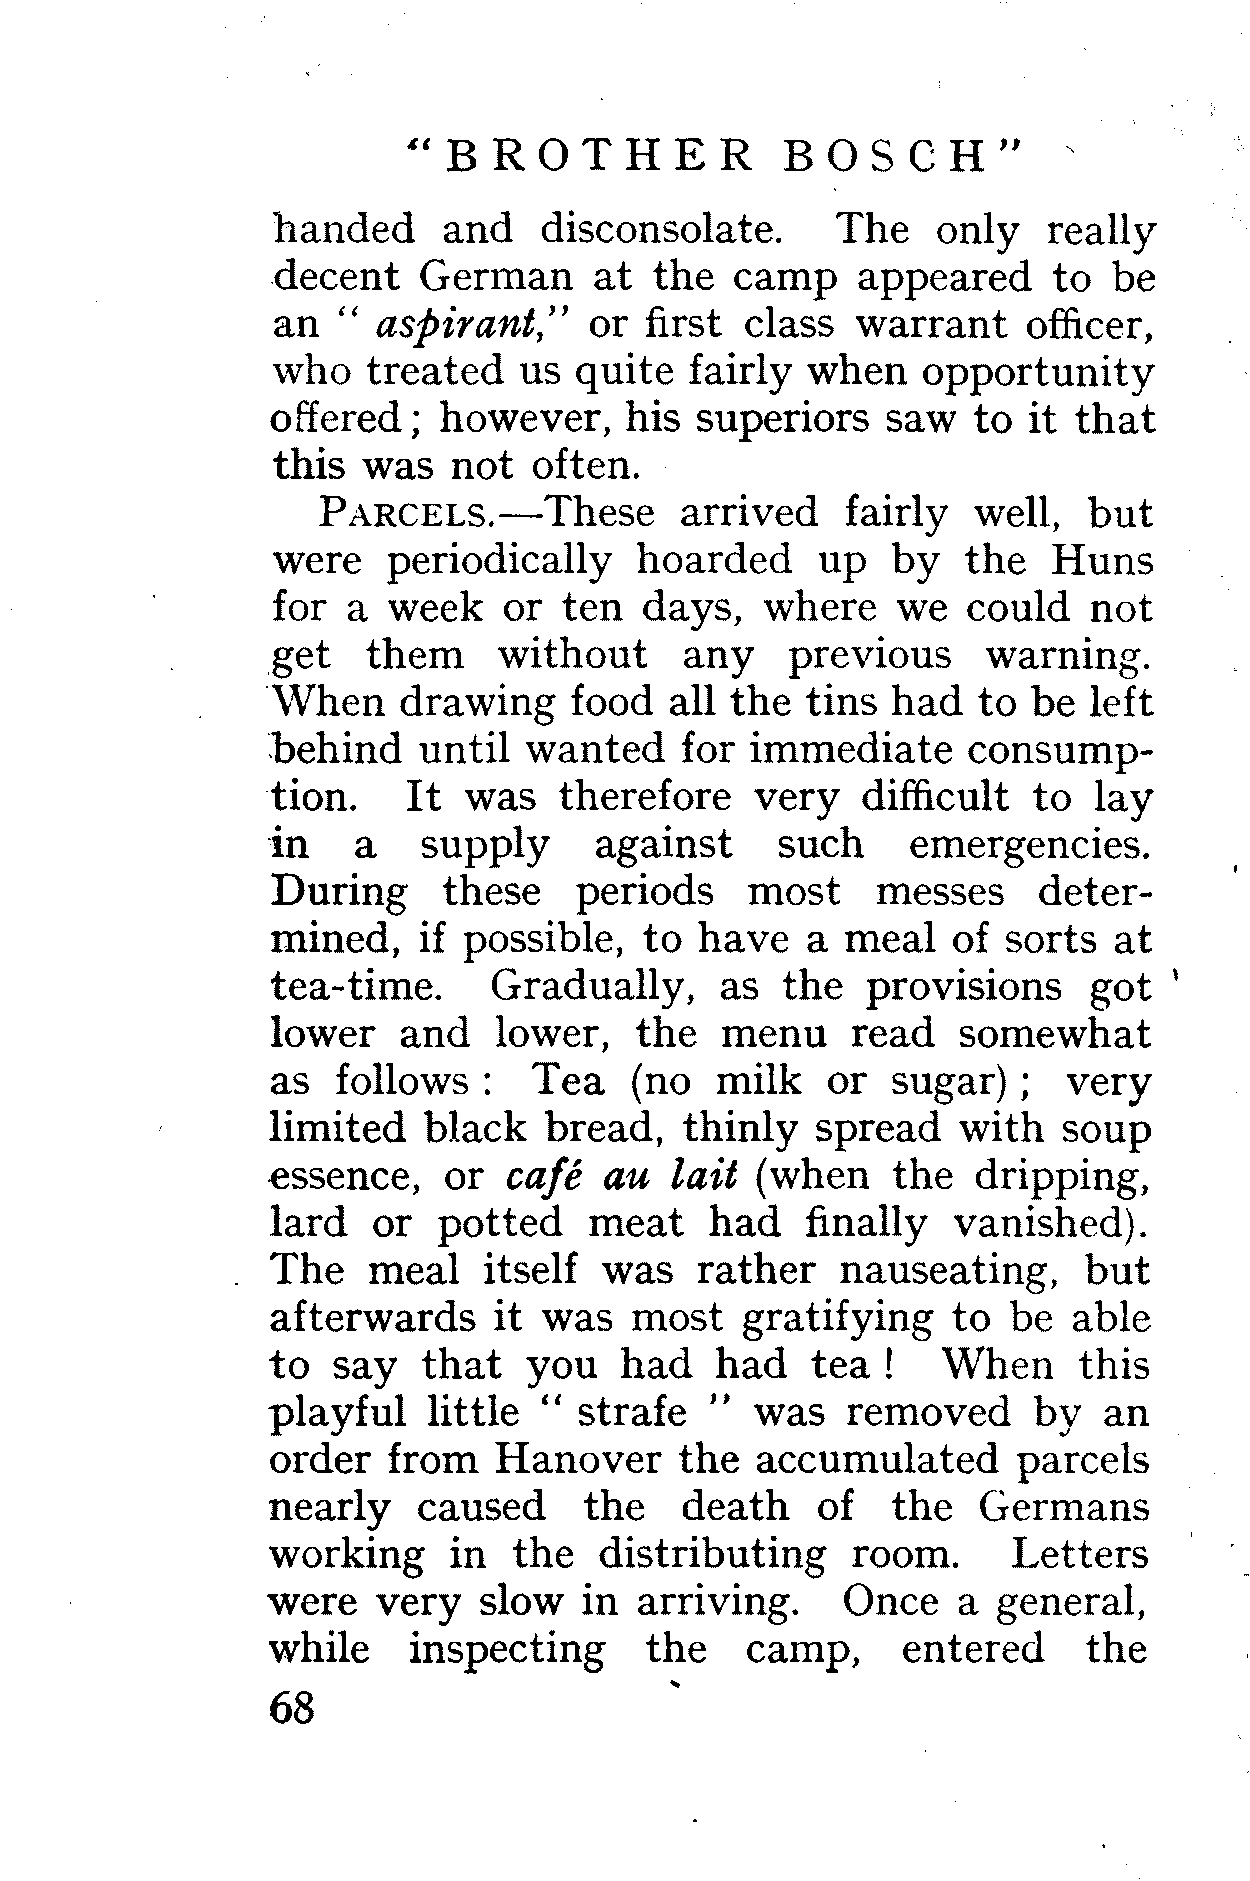 "BROTHER BOSCH"
handed and disconsolate. The only really
decent German at the camp appeared to be
an " aspirant," or first class warrant officer,
who treated us quite fairly when opportunity
offered ; however, his superiors saw to it that
this was not often.
PARCELS.—These arrived fairly well, but
were periodically hoarded up by the Huns
for a week or ten days, where we could not
get them without any previous warning.
When drawing food all the tins had to be left
behind until wanted for immediate consump-
tion. It was therefore very difficult to lay
in a supply against such emergencies.
During these periods most messes deter-
mined, if possible, to have a meal of sorts at
tea-time. Gradually, as the provisions got
lower and lower, the menu read somewhat
as follows : Tea (no milk or sugar) ; very
limited black bread, thinly spread with soup
essence, or café au lait (when the dripping,
lard or potted meat had finally vanished).
The meal itself was rather nauseating, but
afterwards it was most gratifying to be able
to say that you had had tea ! When this
playful little " strafe " was removed by an
order from Hanover the accumulated parcels
nearly caused the death of the Germans
working in the distributing room. Letters
were very slow in arriving. Once a general,
while inspecting the camp, entered the
68